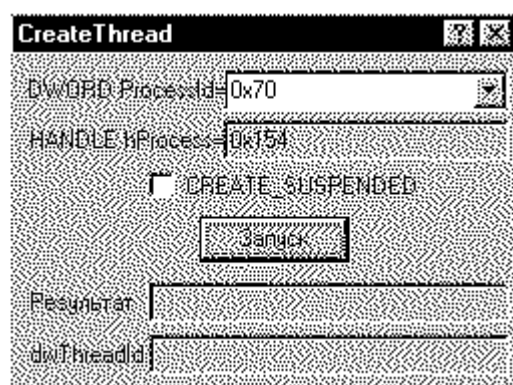 CreateThread
DWORD ProcessId= 0x70
HANDLE hProcess= 0x154
CREATE_SUSPENDED
Запуск
Результат
dwThreadId